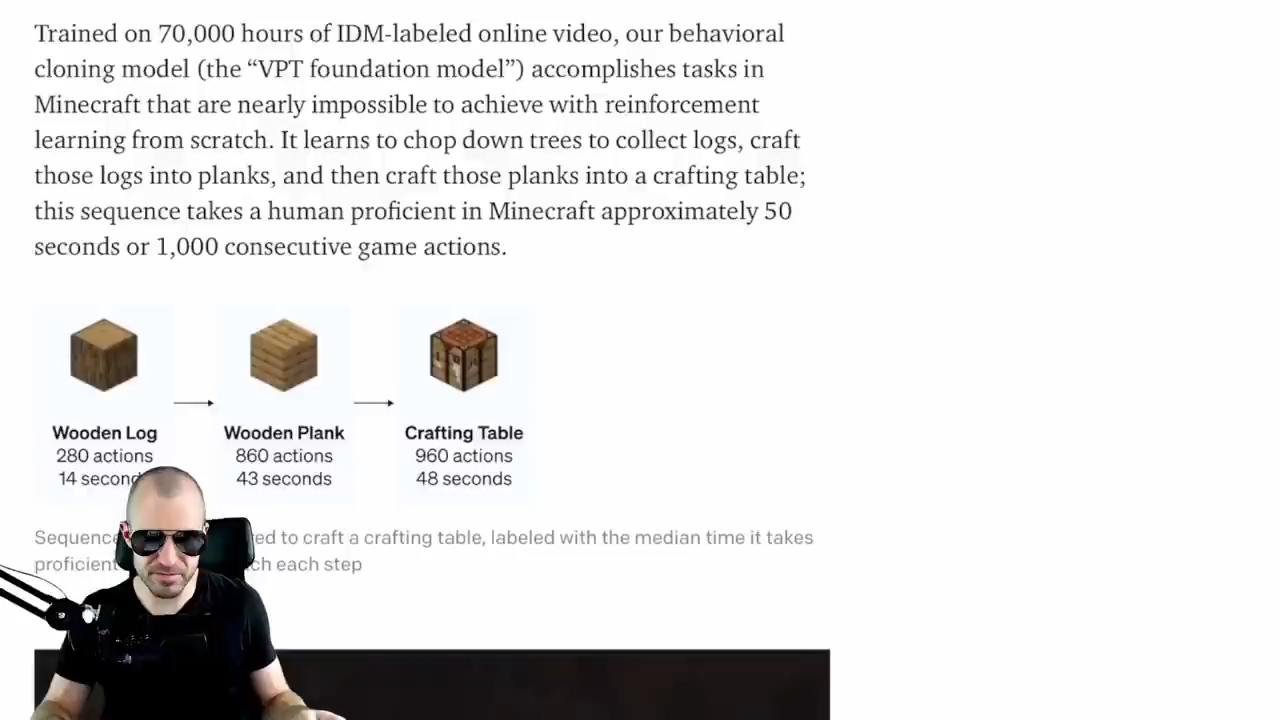 Trained on 70,000 hours of IDM-labeled online video, our behavioral
cloning model (the “VPT foundation model”) accomplishes tasks in
Minecraft that are nearly impossible to achieve with reinforcement
learning from scratch. It learns to chop down trees to collect logs, craft
those logs into planks, and then craft those planks into a crafting table;
this sequence takes a human proficient in Minecraft approximately 50
seconds or 1,000 consecutive game actions.
Wooden Log
280 actions
14
Wooden Plank
860 actions
43 seconds
Crafting Table
960 actions
48 seconds
to craft a crafting table, labeled with the median time it takes
proficient each step